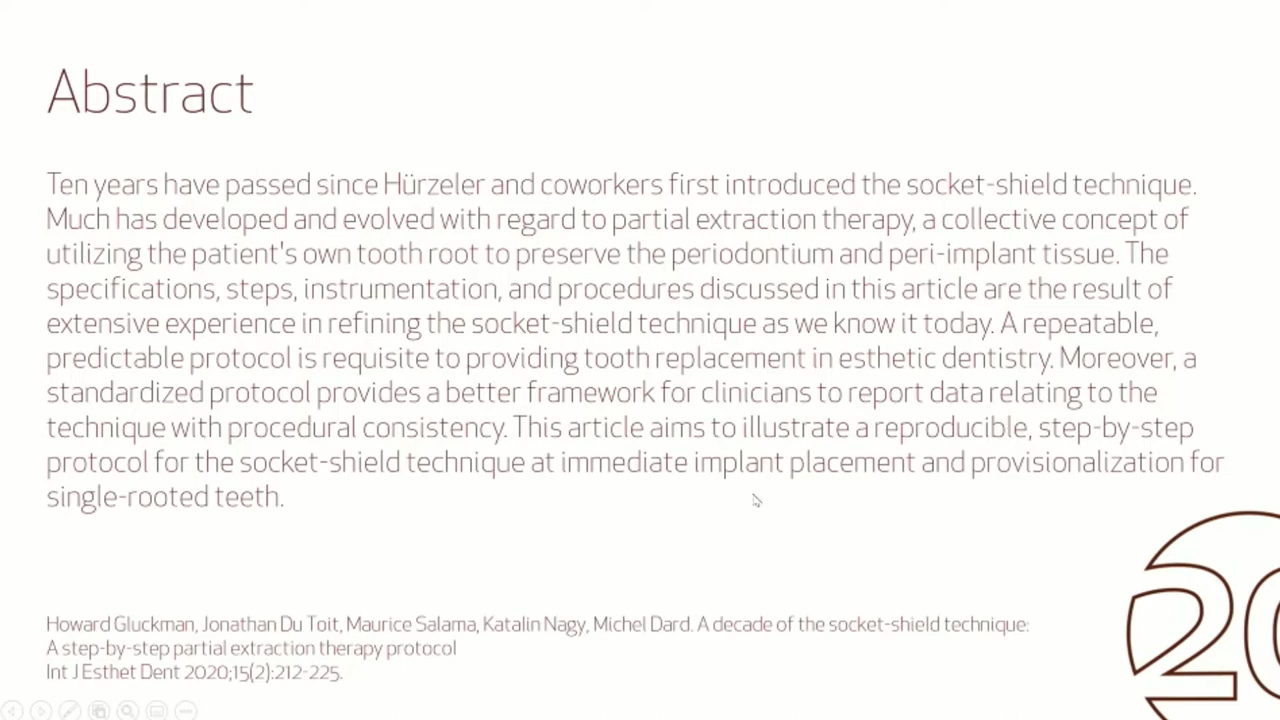 Abstract
Ten years have passed since Hürzeler and coworkers first introduced the socket-shield technique.
Much has developed and evolved with regard to partial extraction therapy, a collective concept of
utilizing the patient's own tooth root to preserve the periodontium and peri-implant tissue. The
specifications, steps, instrumentation, and procedures discussed in this article are the result of
extensive experience in refining the socket-shield technique as we know it today. A repeatable,
predictable protocol is requisite to providing tooth replacement in esthetic dentistry. Moreover, a
standardized protocol provides a better framework for clinicians to report data relating to the
technique with procedural consistency. This article aims to illustrate a reproducible, step-by-step
protocol for the socket-shield technique at immediate implant placement and provisionalization for
single-rooted teeth.
Howard Gluckman, Jonathan Du Toit, Maurice Salama, Katalin Nagy, Michel Dard. A decade of the socket-shield technique:
A step-by-step partial extraction therapy protocol
Int J Esthet Dent 2020;15(2):212-225.
20